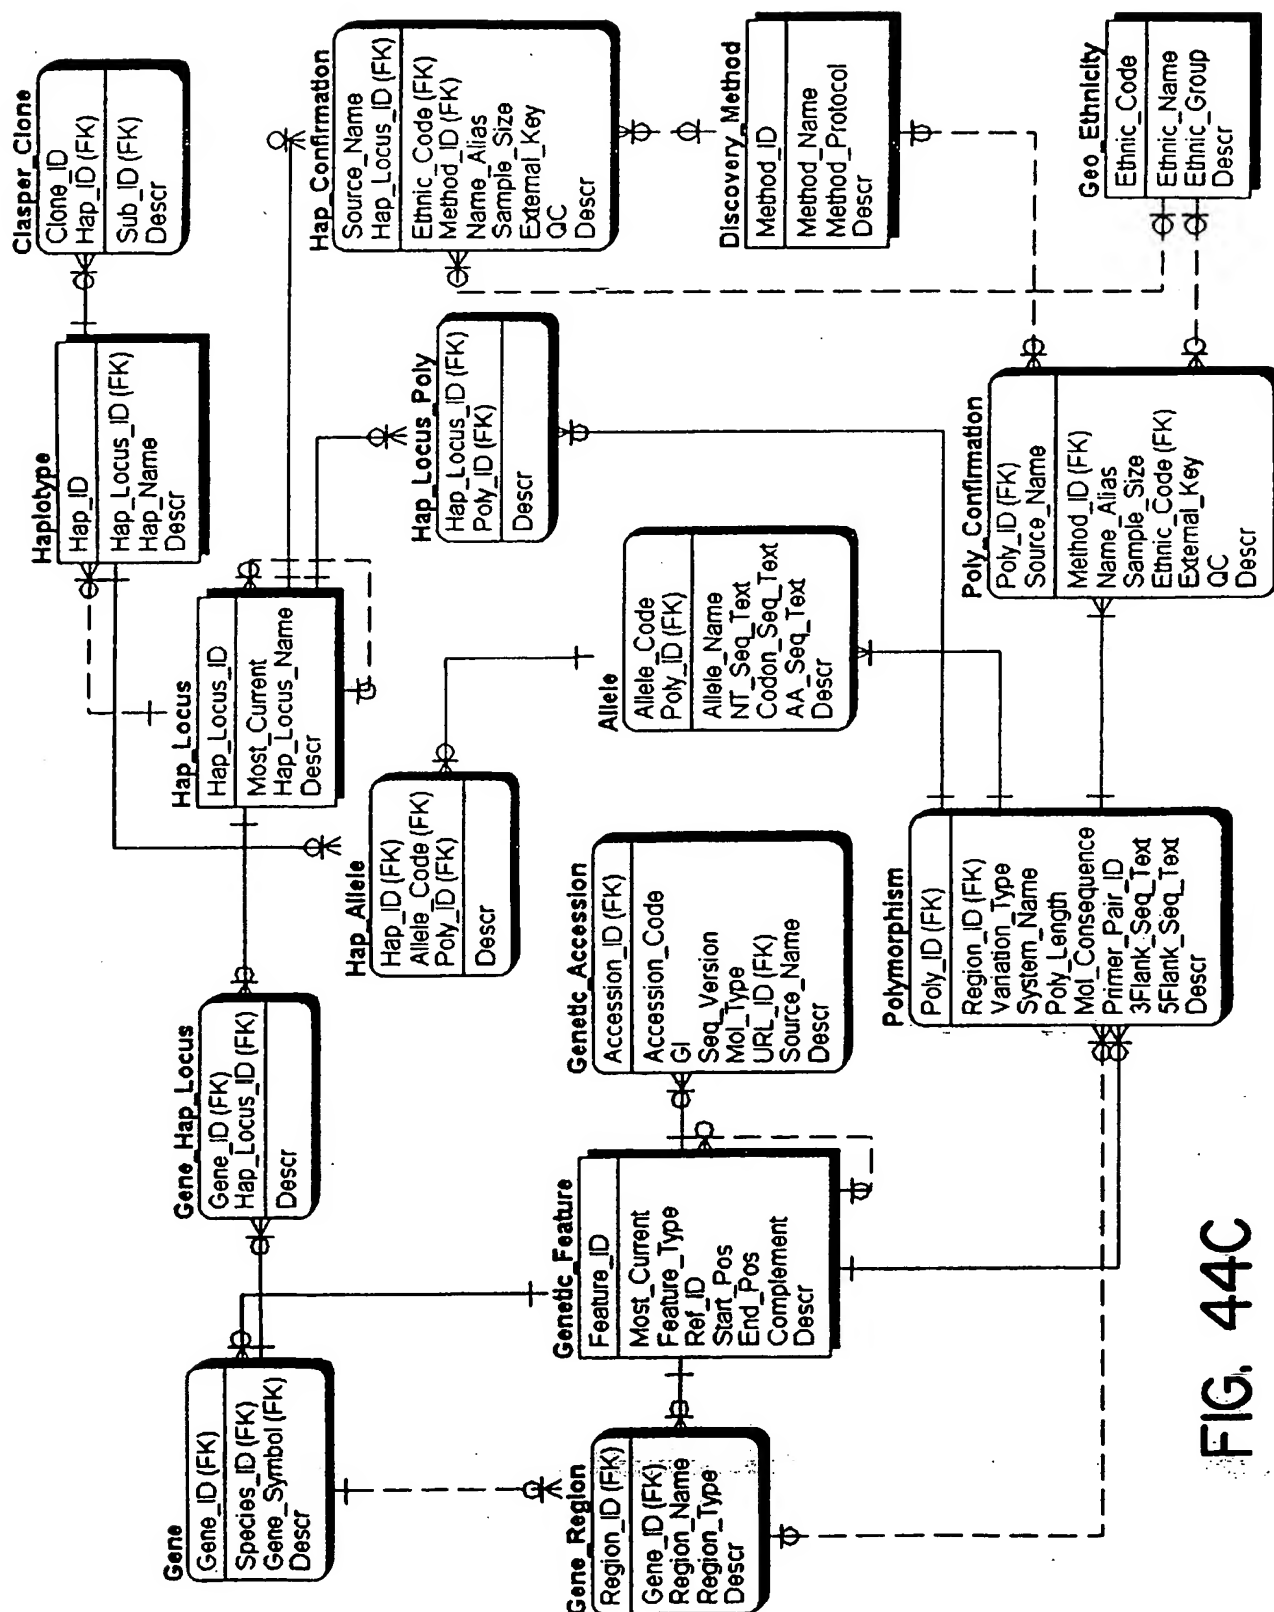 Gene
Gene_ID (FK)
Species_ID (FK)
Gene_Symbol (FK)
Descr
Gene_Hap_Locus
Gene_ID (FK)
Hap_Locus_ID (FK)
Descr
Hap_Locus
Hap_Locus_ID
Most_Current
Hap_Locus_Name
Descr
Haplotype
Hap_ID
Hap_Locus_ID (FK)
Hap_Name
Descr
Clasper_Clone
Clone_ID
Hap_ID (FK)
Sub_ID (FK)
Descr
Hap_Allele
Hap_ID (FK)
Allele_Code (FK)
Poly_ID (FK)
Descr
Hap_Locus_Poly
Hap_Locus_ID (FK)
Poly_ID (FK)
Descr
Hap_Confirmation
Source_Name
Hap_Locus_ID (FK)
Ethnic_Code (FK)
Method_ID (FK)
Name_Alias
Sample_Size
External_Key
QC
Descr
Gene_Region
Region_ID (FK)
Gene_ID (FK)
Region_Name
Region_Type
Descr
Genetic_Feature
Feature_ID
Most_Current
Feature_Type
Ref_ID
Start_Pos
End_Pos
Complement
Descr
Genetic_Accession
Accession_ID (FK)
Accession_Code
GI
Seq_Version
Mol_Type
URL_ID (FK)
Source_Name
Descr
Allele
Allele_Code
Poly_ID (FK)
Allele_Name
NT_Seq_Text
Codon_Seq_Text
AA_Seq_Text
Descr
Discovery_Method
Method_ID
Method_Name
Method_Protocol
Descr
Polymorphism
Poly_ID (FK)
Region_ID (FK)
Variation_Type
System_Name
Poly_Length
Mol_Consequence
Primer_Pair_ID
3Flank_Seq_Text
5Flank_Seq_Text
Descr
Poly_Confirmation
Poly_ID (FK)
Source_Name
Method_ID (FK)
Name_Alias
Sample_Size
Ethnic_Code (FK)
External_Key
QC
Descr
Geo_Ethnicity
Ethnic_Code
Ethnic_Name
Ethnic_Group
Descr
FIG. 44C